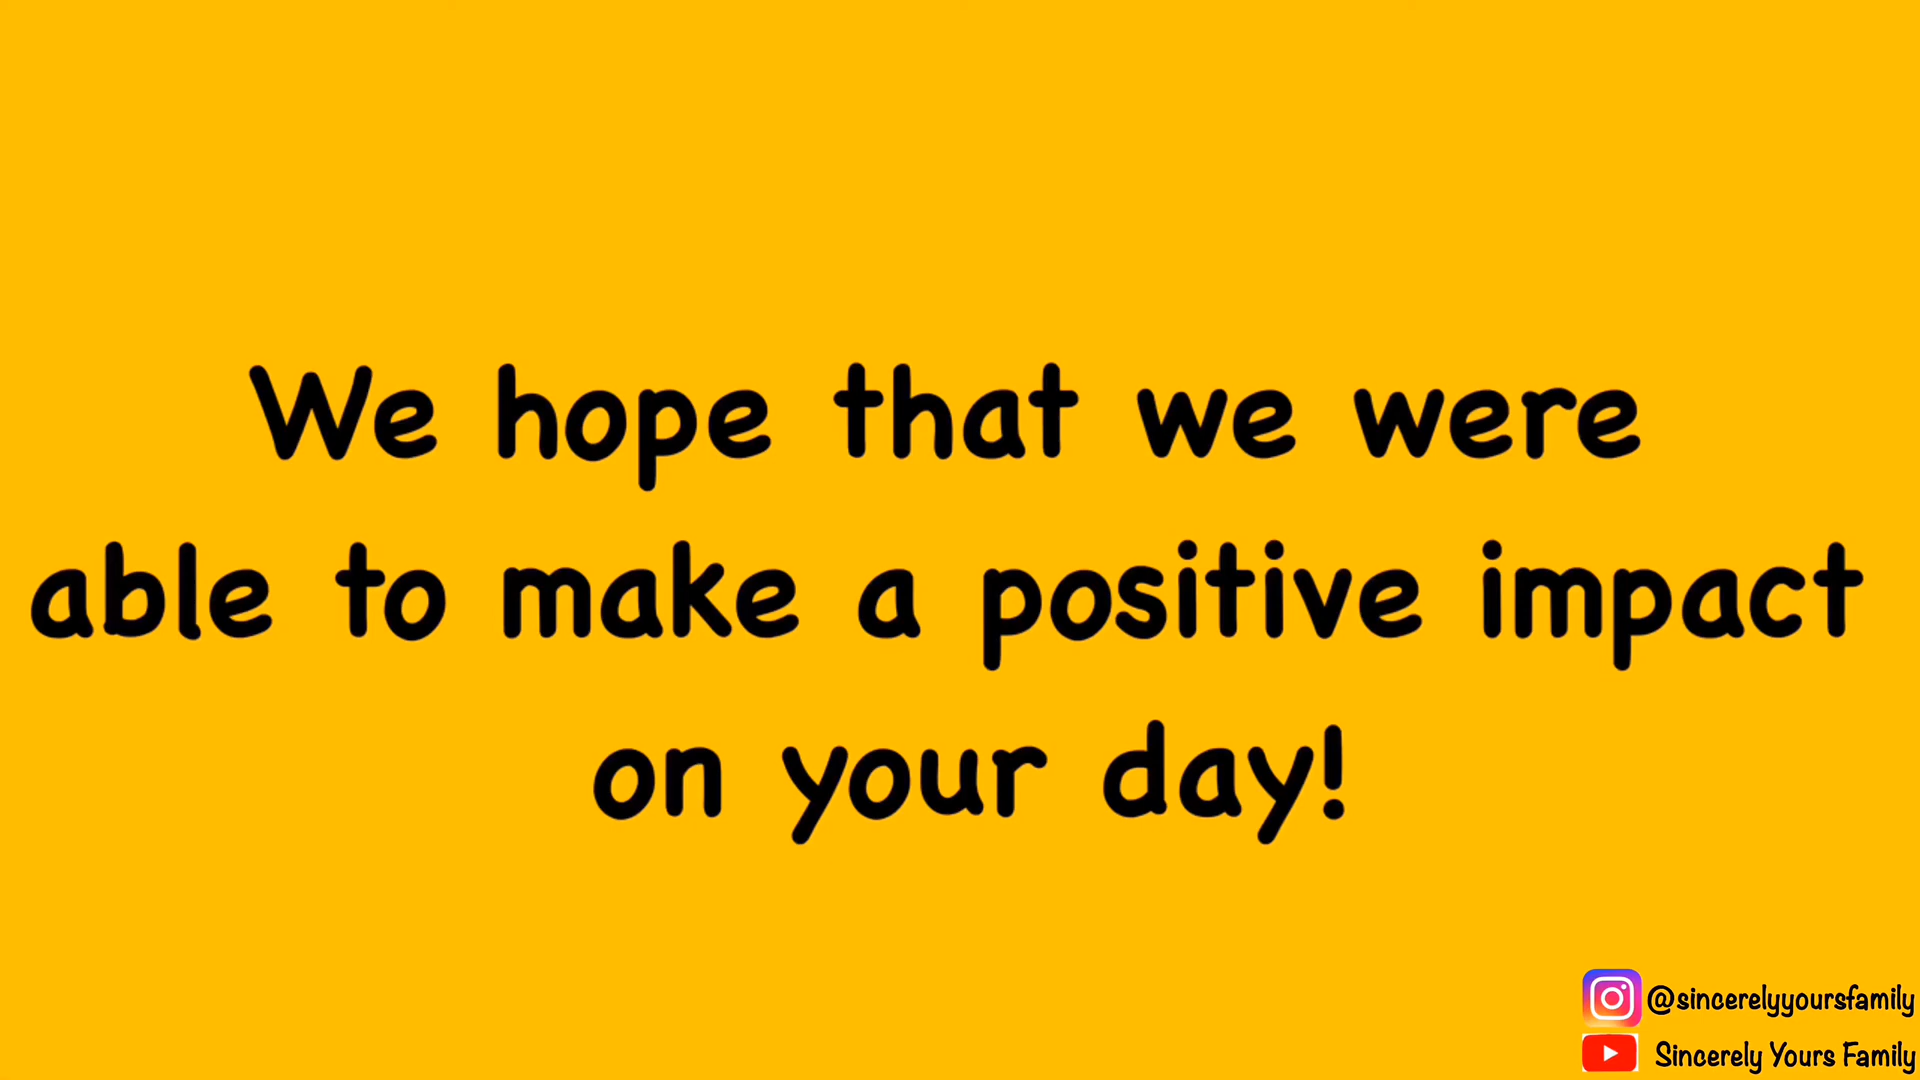 We hope that we were
able to make a positive impact
on your day!
@sincerelyyoursfamily
Sincerely Yours Family